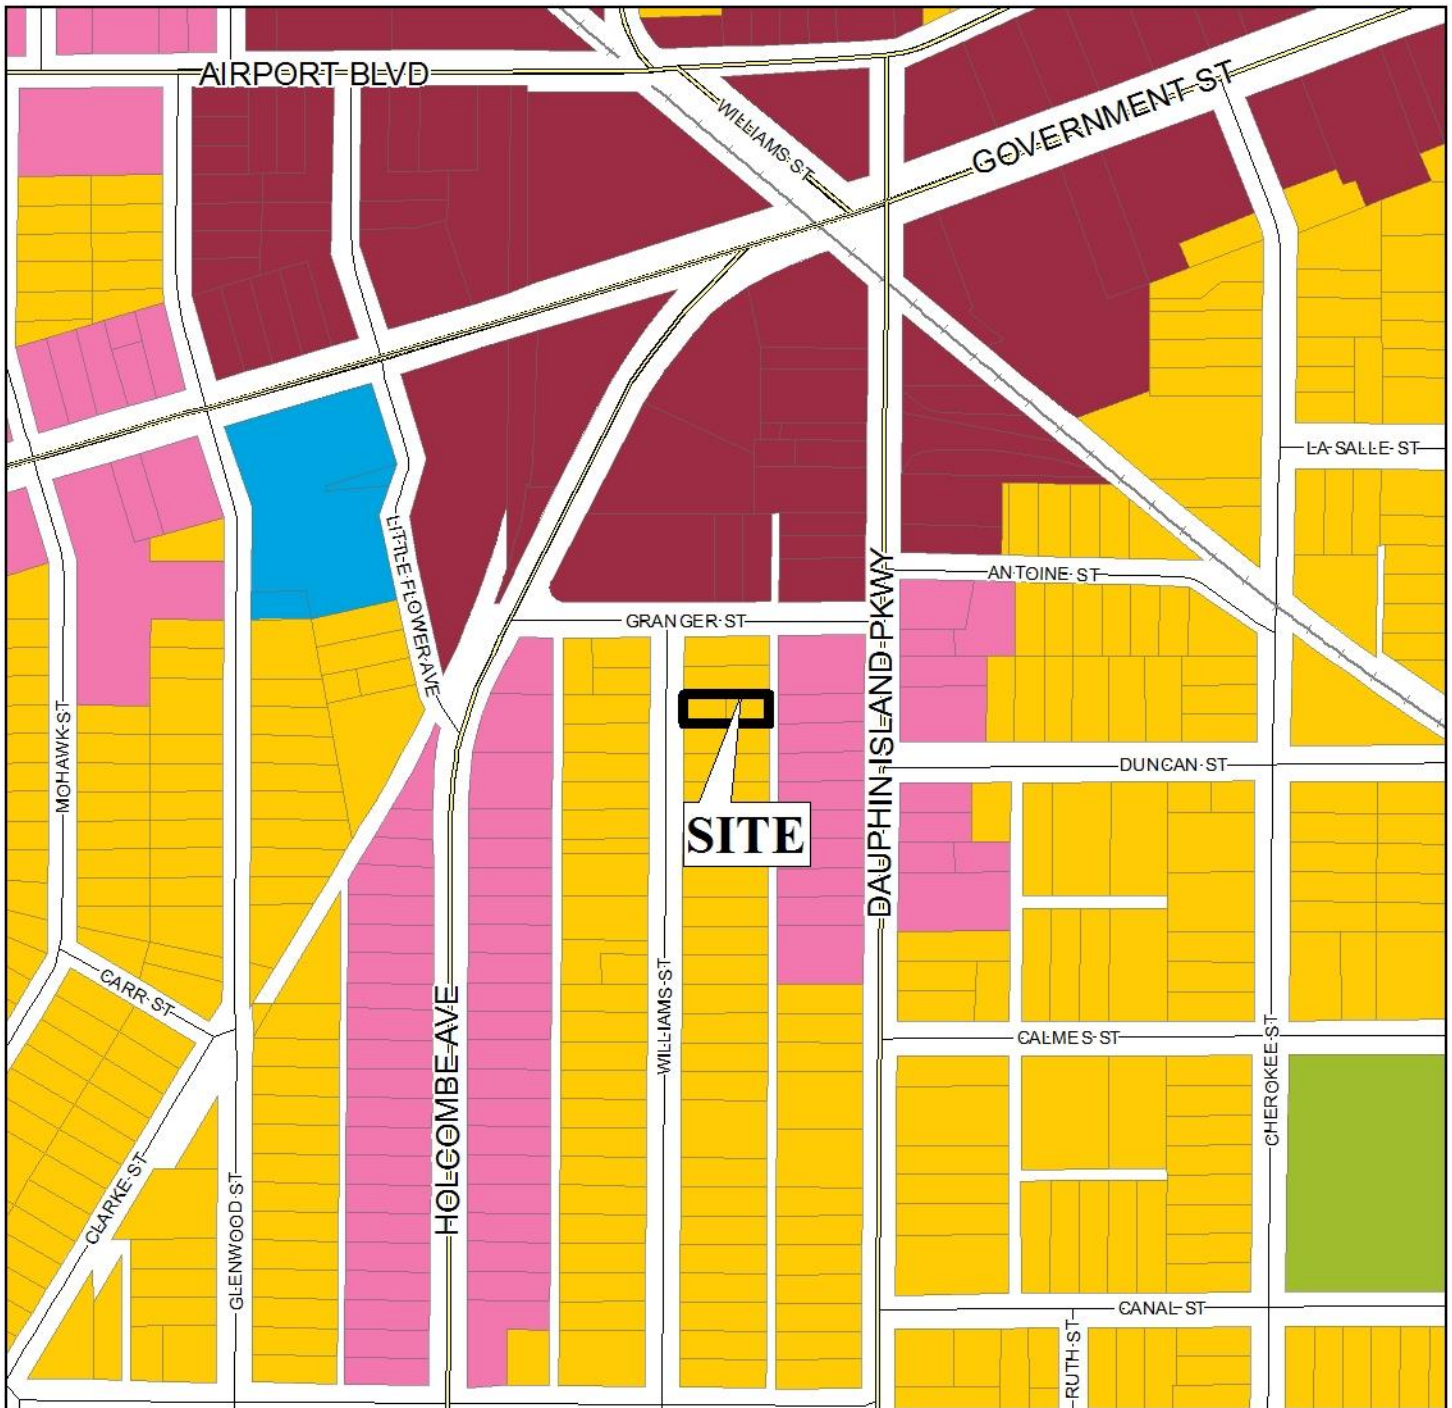 AIRPORT BLVD
WILLIAMS ST
GOVERNMENT ST
LA SALLE ST
LITTLE FLOWER AVE
ANTOINE ST
GRANGER ST
DAUPHIN ISLAND PKWY
MOHAWK ST
DUNCAN ST
SITE
CARR ST
HOLCOMBE AVE
WILLIAMS ST
CALMES ST
CHEROKEE ST
CLARKE ST
GLENWOOD ST
CANAL ST
RUTH ST